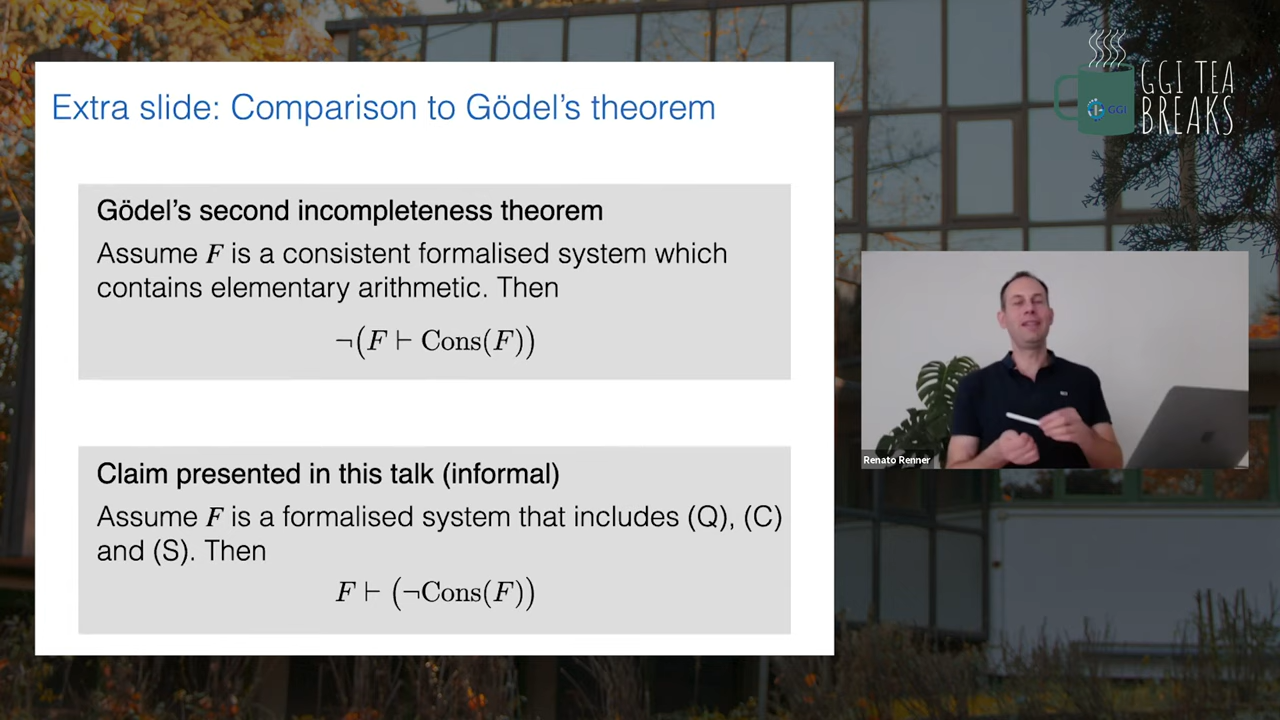 Extra slide: Comparison to Gödel’s theorem
Gödel’s second incompleteness theorem
Assume F is a consistent formalised system which
contains elementary arithmetic. Then
¬(F ⊢ Cons(F))
Claim presented in this talk (informal)
Assume F is a formalised system that includes (Q), (C)
and (S). Then
F ⊢ (¬Cons(F))
GGI TEA
BREAKS
GGI
Renato Renner